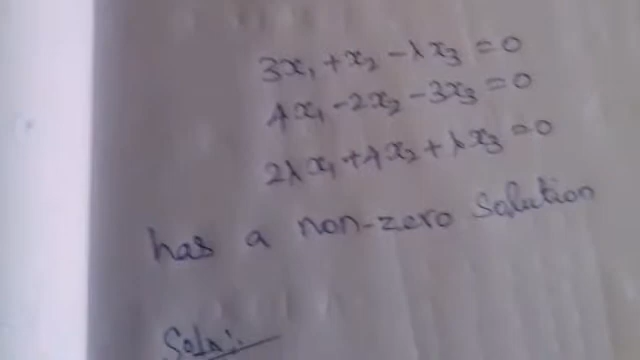 3x₁ + x₂ - λx₃ = 0
4x₁ - 2x₂ - 3x₃ = 0
2λx₁ + 4x₂ + λx₃ = 0
has a non-zero solution
Soln: